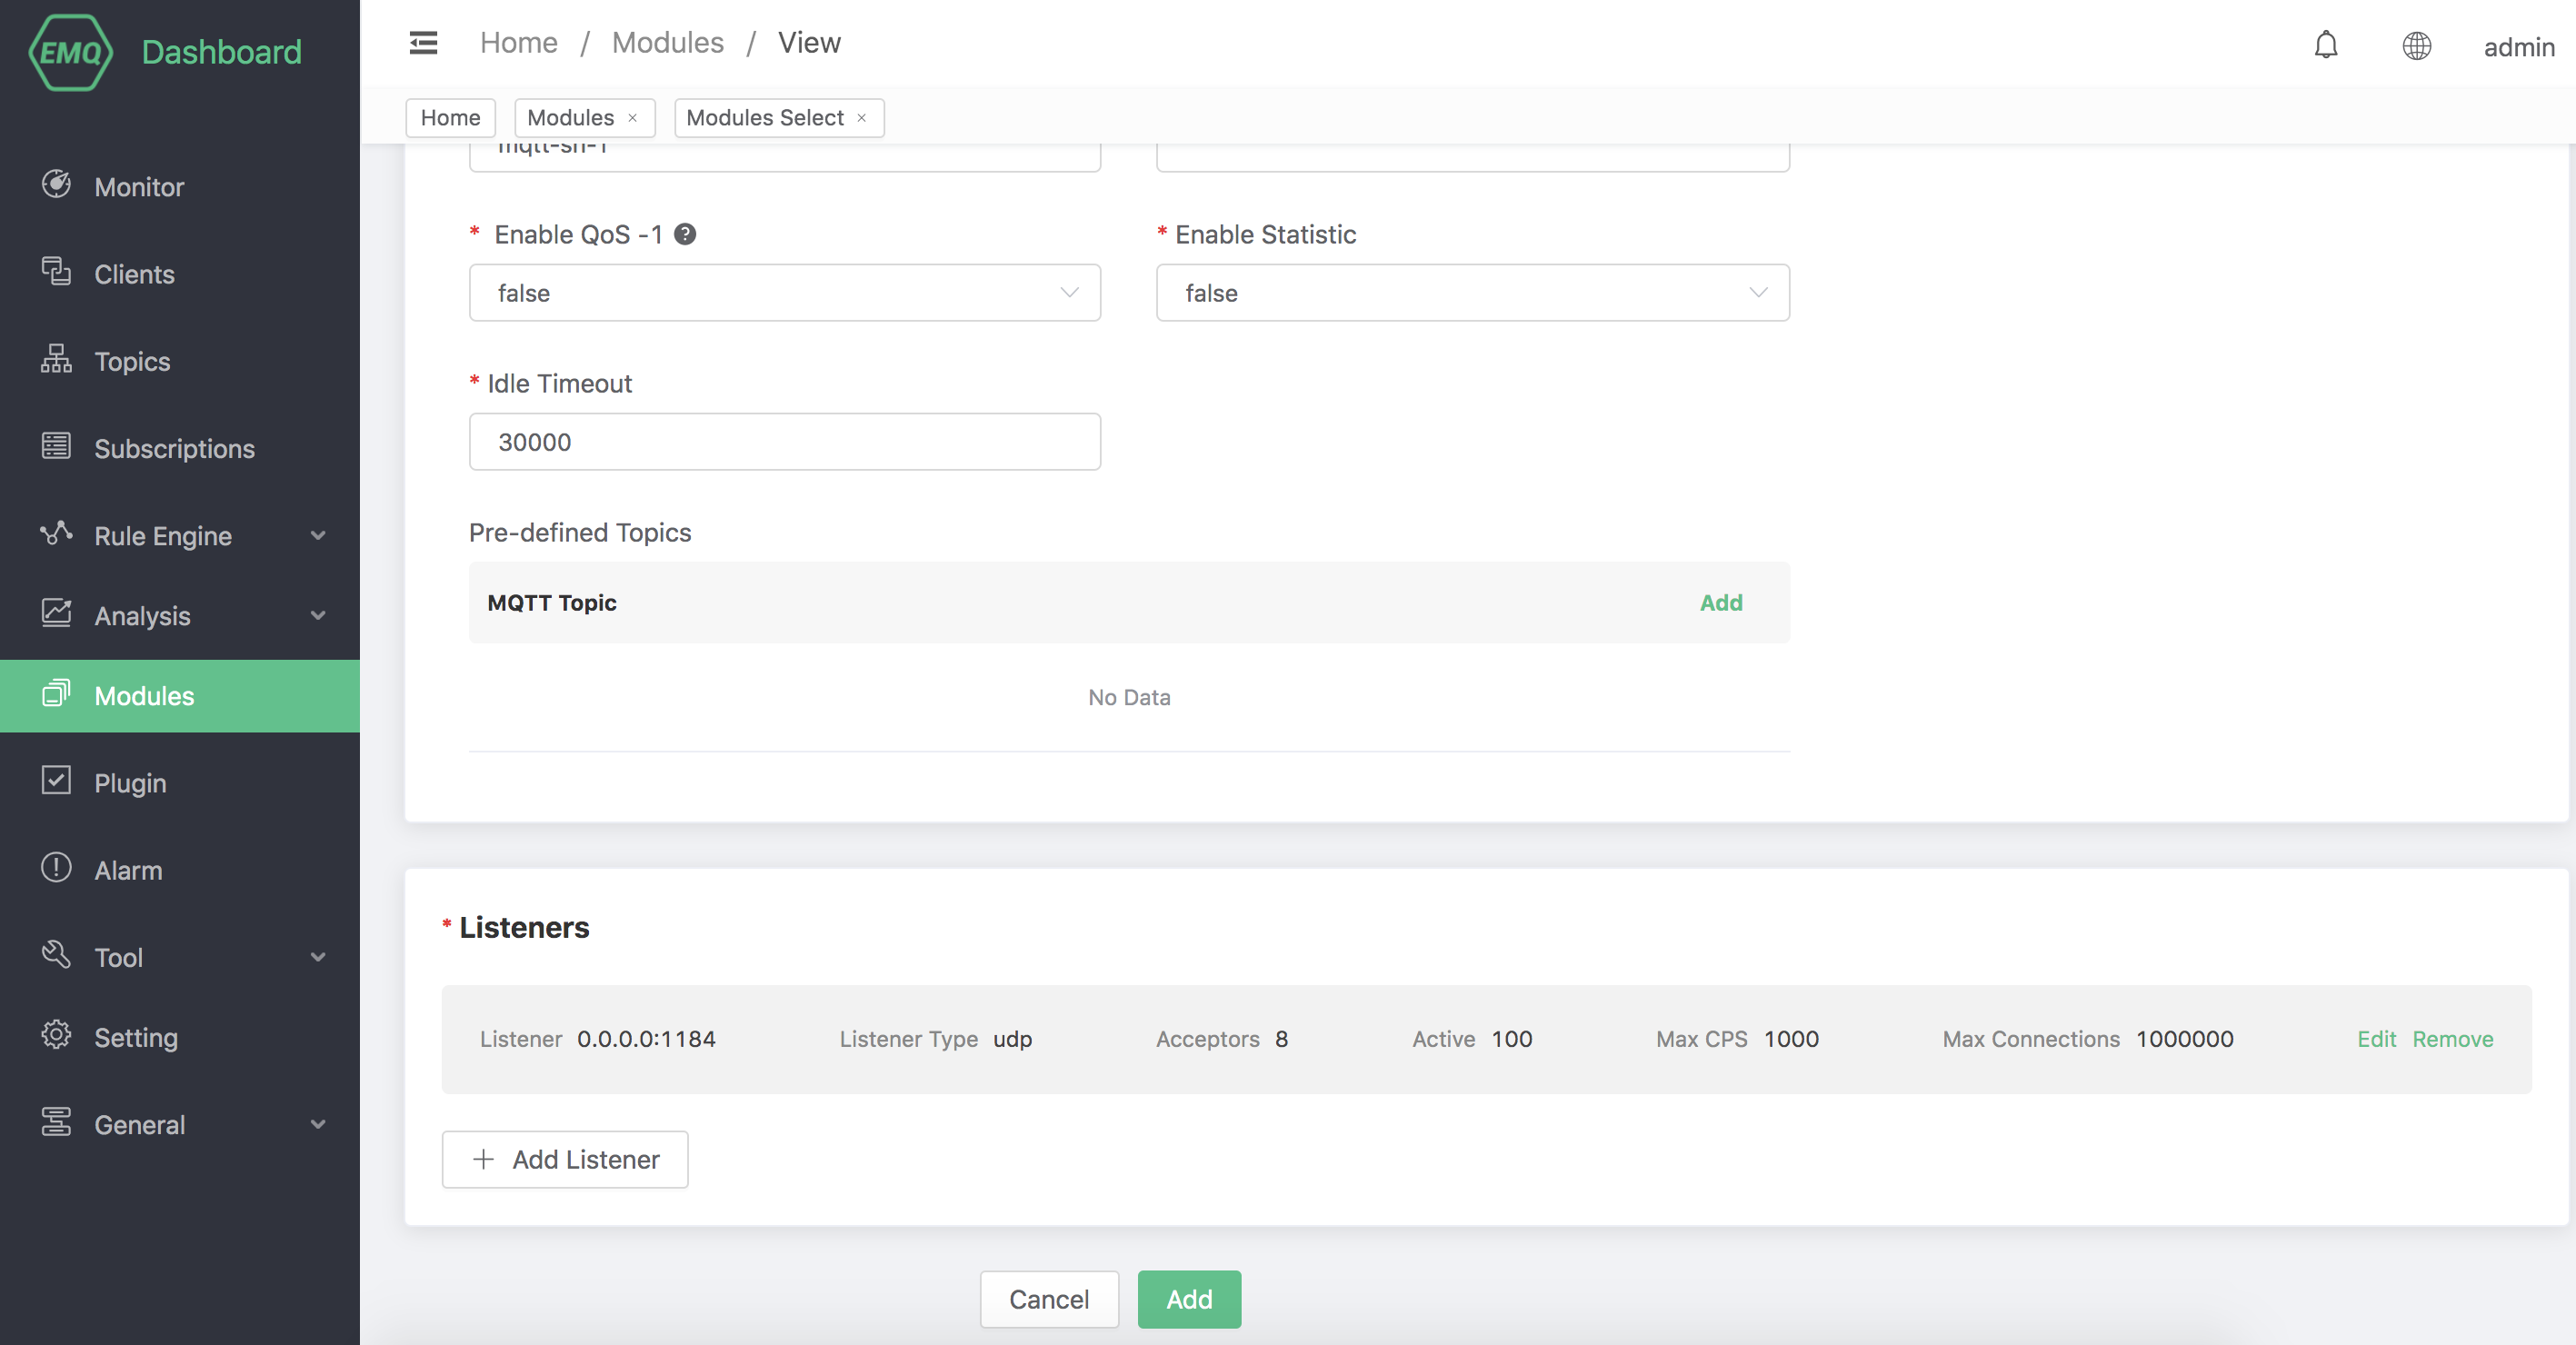 EMQ Dashboard
Home / Modules / View
admin
Home
Modules ×
Modules Select ×
Monitor
Clients
Topics
Subscriptions
Rule Engine
Analysis
Modules
Plugin
Alarm
Tool
Setting
General
mqtt-sn-1
* Enable QoS -1 ?
* Enable Statistic
false
false
* Idle Timeout
30000
Pre-defined Topics
MQTT Topic
Add
No Data
* Listeners
Listener 0.0.0.0:1184 Listener Type udp Acceptors 8 Active 100 Max CPS 1000 Max Connections 1000000 Edit Remove
+ Add Listener
Cancel
Add